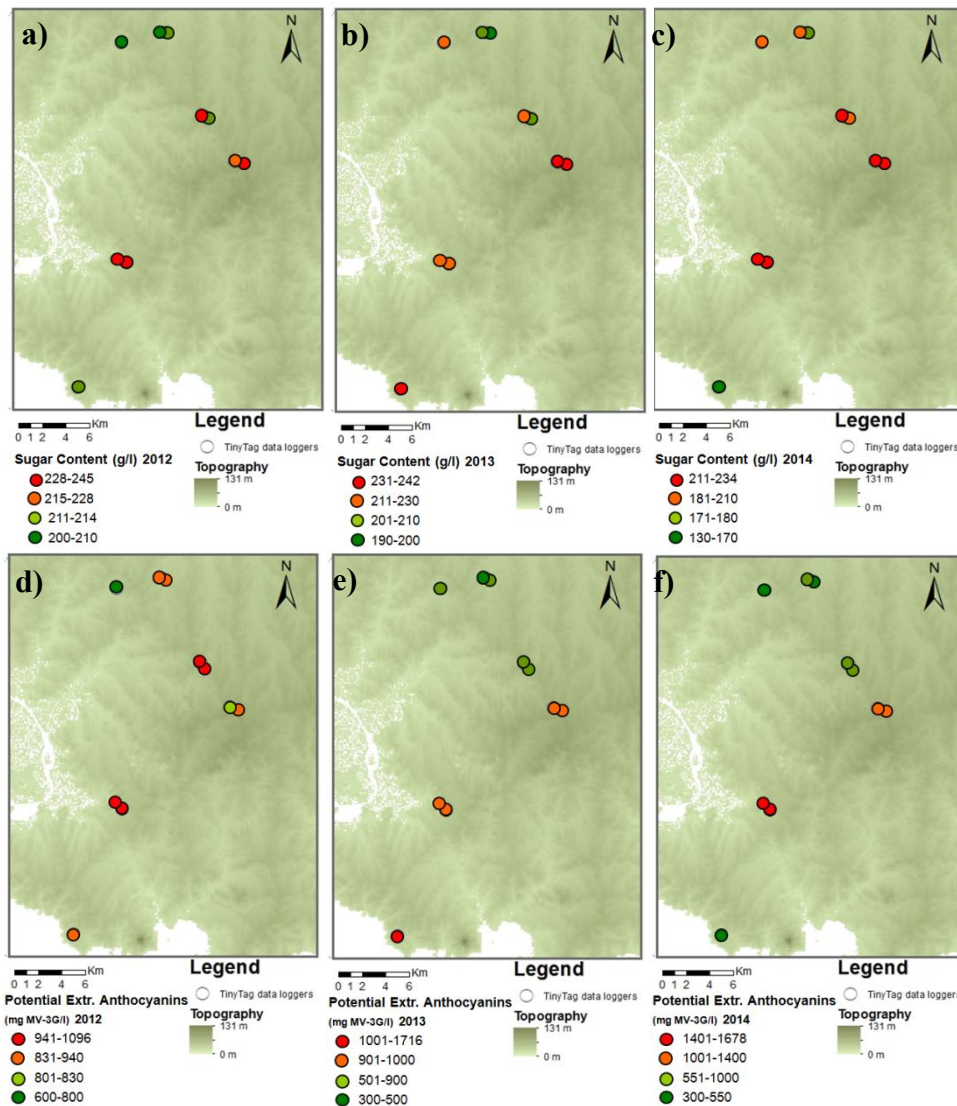 a)
N
0 1 2 4 6 Km
Legend
TinyTag data loggers
Sugar Content (g/l) 2012
228-245
215-228
211-214
200-210
Topography
131 m
0 m
b)
N
0 1 2 4 6 Km
Legend
TinyTag data loggers
Sugar Content (g/l) 2013
231-242
211-230
201-210
190-200
Topography
131 m
0 m
c)
N
0 1 2 4 6 Km
Legend
TinyTag data loggers
Sugar Content (g/l) 2014
211-234
181-210
171-180
130-170
Topography
131 m
0 m
d)
N
0 1 2 4 6 Km
Legend
TinyTag data loggers
Potential Extr. Anthocyanins
(mg MV-3G/l) 2012
941-1096
831-940
801-830
600-800
Topography
131 m
0 m
e)
N
0 1 2 4 6 Km
Legend
TinyTag data loggers
Potential Extr. Anthocyanins
(mg MV-3G/l) 2013
1001-1716
901-1000
501-900
300-500
Topography
131 m
0 m
f)
N
0 1 2 4 6 Km
Legend
TinyTag data loggers
Potential Extr. Anthocyanins
(mg MV-3G/l) 2014
1401-1678
1001-1400
551-1000
300-550
Topography
131 m
0 m